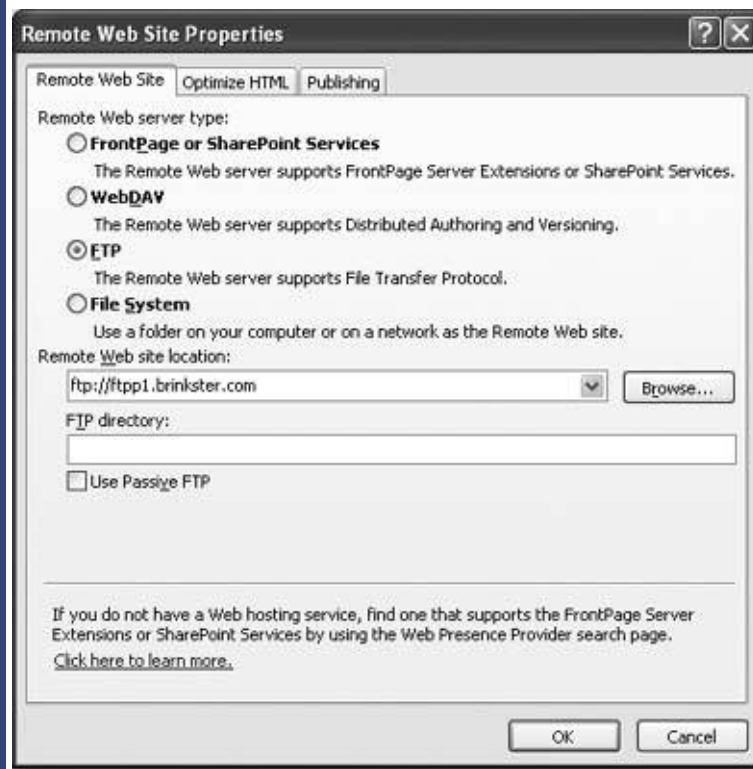 Remote Web Site Properties
Remote Web Site Optimize HTML Publishing
Remote Web server type:
FrontPage or SharePoint Services
The Remote Web server supports FrontPage Server Extensions or SharePoint Services.
WebDAV
The Remote Web server supports Distributed Authoring and Versioning.
FTP
The Remote Web server supports File Transfer Protocol.
File System
Use a folder on your computer or on a network as the Remote Web site.
Remote Web site location:
ftp://ftpp1.brinkster.com Browse...
FTP directory:
Use Passive FTP
If you do not have a Web hosting service, find one that supports the FrontPage Server
Extensions or SharePoint Services by using the Web Presence Provider search page.
Click here to learn more.
OK Cancel